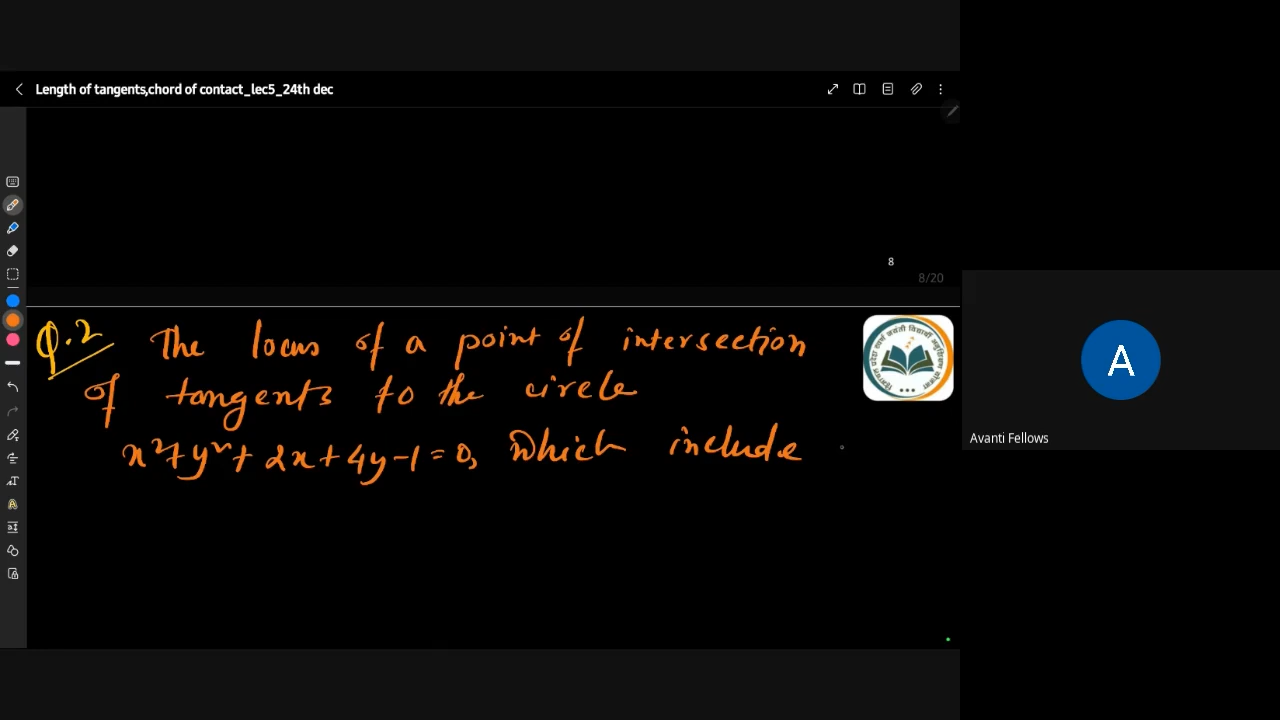 Length of tangents,chord of contact_lec5_24th dec
8
8/20
Q.2 The locus of a point of intersection
of tangents to the circle
x²+y²+2x+4y-1=0, which include
A
Avanti Fellows